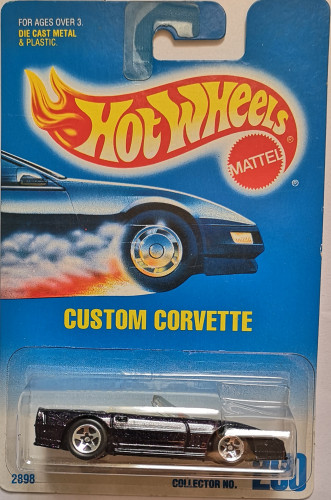 FOR AGES OVER 3.
DIE CAST METAL
& PLASTIC.
HOT WHEELS
®
MATTEL
®
CUSTOM CORVETTE
2898
COLLECTOR NO.